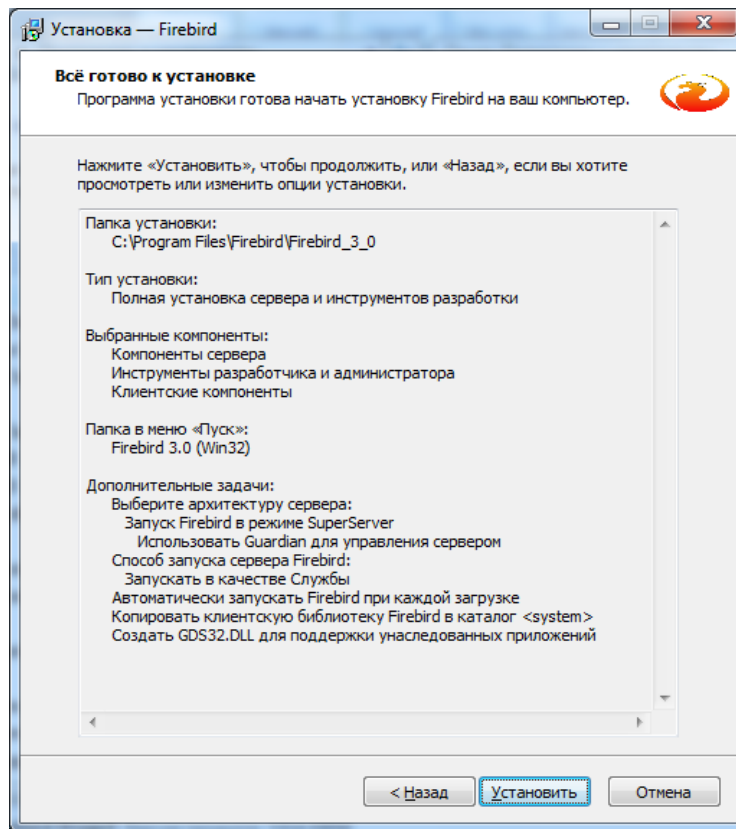 Установка — Firebird
Всё готово к установке
Программа установки готова начать установку Firebird на ваш компьютер.
Нажмите «Установить», чтобы продолжить, или «Назад», если вы хотите
просмотреть или изменить опции установки.
Папка установки:
C:\Program Files\Firebird\Firebird_3_0
Тип установки:
Полная установка сервера и инструментов разработки
Выбранные компоненты:
Компоненты сервера
Инструменты разработчика и администратора
Клиентские компоненты
Папка в меню «Пуск»:
Firebird 3.0 (Win32)
Дополнительные задачи:
Выберите архитектуру сервера:
Запуск Firebird в режиме SuperServer
Использовать Guardian для управления сервером
Способ запуска сервера Firebird:
Запускать в качестве Службы
Автоматически запускать Firebird при каждой загрузке
Копировать клиентскую библиотеку Firebird в каталог <system>
Создать GDS32.DLL для поддержки унаследованных приложений
< Назад
Установить
Отмена